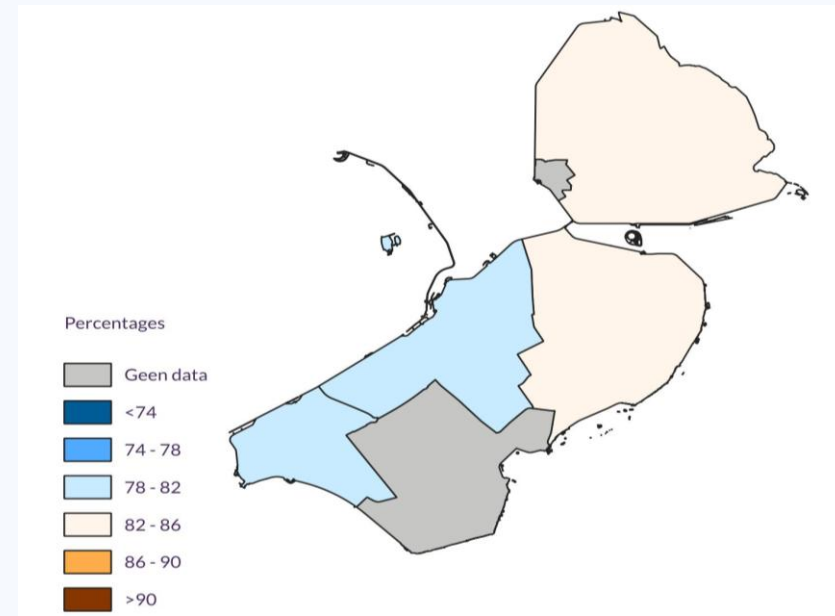 Percentages
Geen data
<74
74 - 78
78 - 82
82 - 86
86 - 90
>90